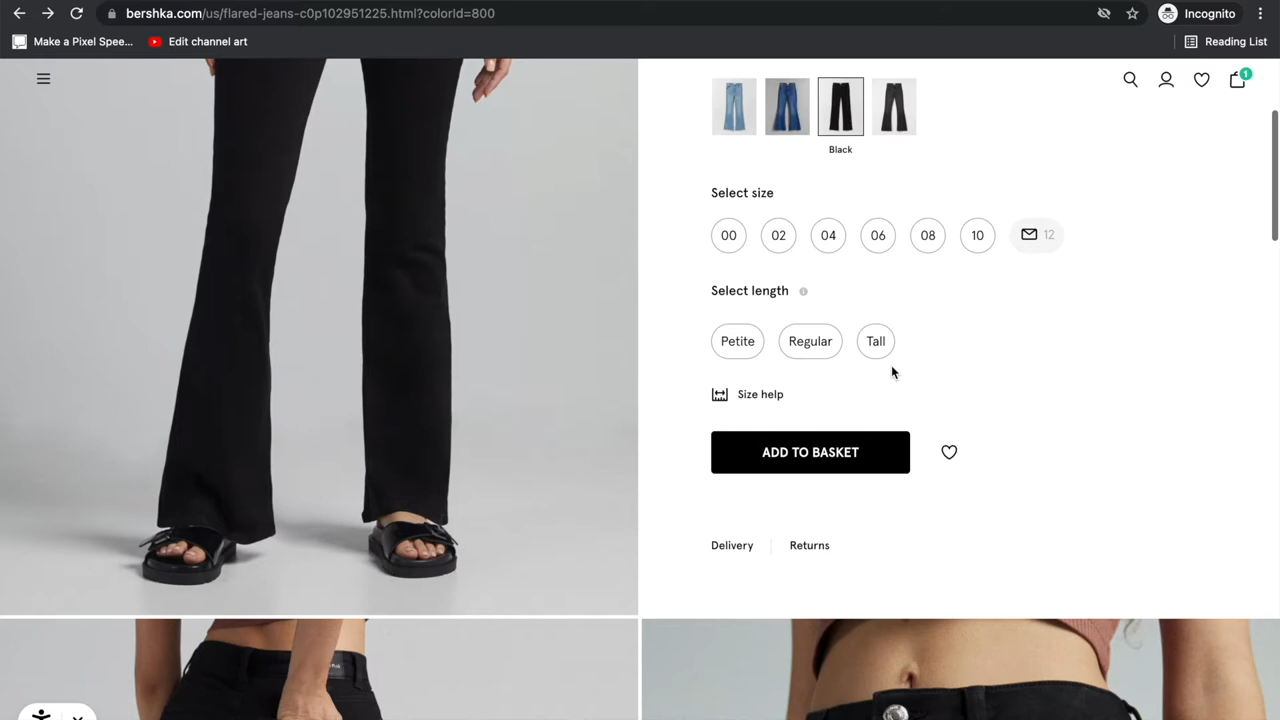 bershka.com/us/flared-jeans-c0p102951225.html?colorId=800
Incognito
Make a Pixel Spee...
Edit channel art
Reading List
1
Black
Select size
00
02
04
06
08
10
12
Select length
Petite
Regular
Tall
Size help
ADD TO BASKET
Delivery
Returns